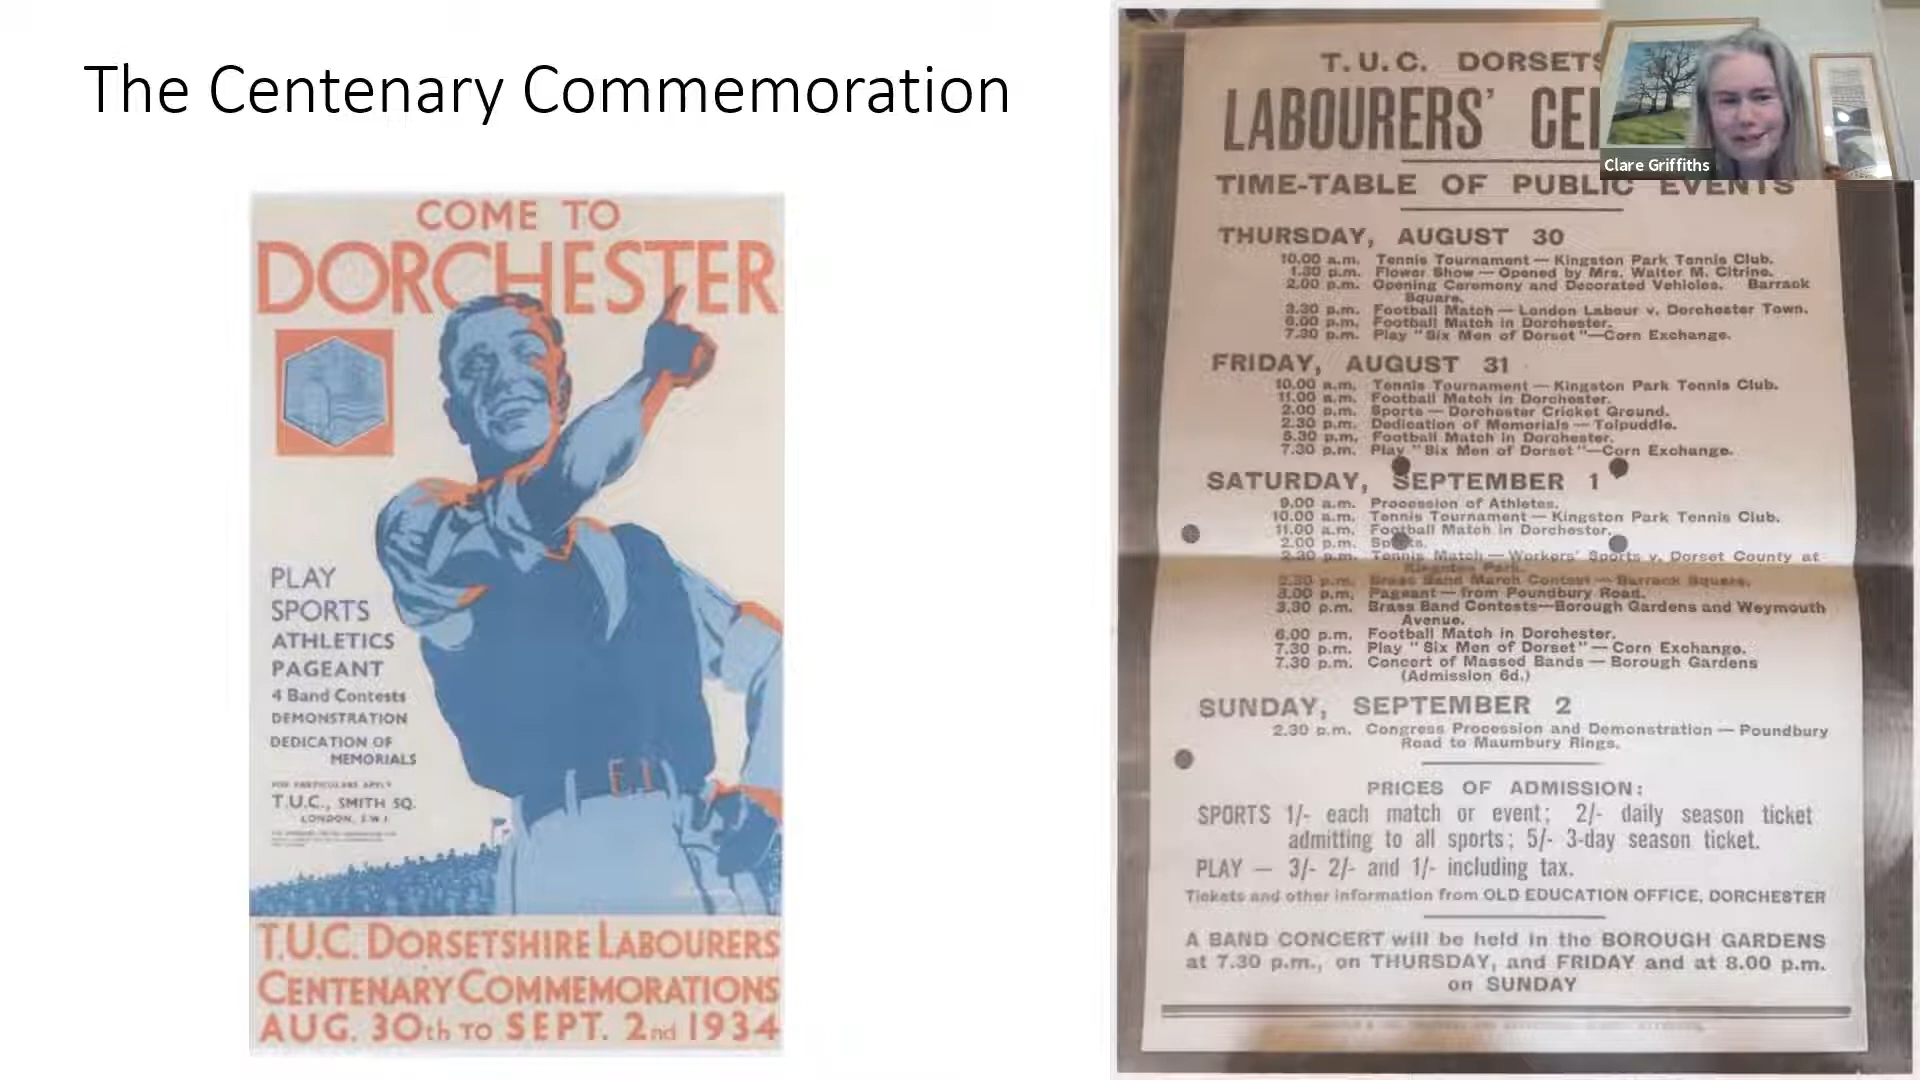 The Centenary Commemoration
COME TO
DORCHESTER
PLAY
SPORTS
ATHLETICS
PAGEANT
4 Band Contests
DEMONSTRATION
DEDICATION OF
MEMORIALS
FOR PARTICULARS APPLY
T.U.C., SMITH SQ.
LONDON, S.W.1
T.U.C. DORSETSHIRE LABOURERS
CENTENARY COMMEMORATIONS
AUG. 30th TO SEPT. 2nd 1934
T.U.C. DORSETS
LABOURERS' CE
TIME-TABLE OF PUBLIC EVENTS
THURSDAY, AUGUST 30
10.00 a.m. Tennis Tournament — Kingston Park Tennis Club.
1.30 p.m. Flower Show — Opened by Mrs. Walter M. Citrine.
2.00 p.m. Opening Ceremony and Decorated Vehicles. Barrack
Square.
3.30 p.m. Football Match — London Labour v. Dorchester Town.
6.00 p.m. Football Match in Dorchester.
7.30 p.m. Play "Six Men of Dorset"—Corn Exchange.
FRIDAY, AUGUST 31
10.00 a.m. Tennis Tournament — Kingston Park Tennis Club.
11.00 a.m. Football Match in Dorchester.
2.00 p.m. Sports — Dorchester Cricket Ground.
2.30 p.m. Dedication of Memorials — Tolpuddle.
5.30 p.m. Football Match in Dorchester.
7.30 p.m. Play "Six Men of Dorset"—Corn Exchange.
SATURDAY, SEPTEMBER 1
9.00 a.m. Procession of Athletes.
10.00 a.m. Tennis Tournament — Kingston Park Tennis Club.
11.00 a.m. Football Match in Dorchester.
2.00 p.m. Sports.
2.30 p.m. Tennis Match — Workers' Sports v. Dorset County at
Kingston Park.
2.30 p.m. Brass Band March Contest — Barrack Square.
3.00 p.m. Pageant — from Poundbury Road.
3.30 p.m. Brass Band Contests—Borough Gardens and Weymouth
Avenue.
6.00 p.m. Football Match in Dorchester.
7.30 p.m. Play "Six Men of Dorset" — Corn Exchange.
7.30 p.m. Concert of Massed Bands — Borough Gardens
(Admission 6d.)
SUNDAY, SEPTEMBER 2
2.30 p.m. Congress Procession and Demonstration — Poundbury
Road to Maumbury Rings.
PRICES OF ADMISSION:
SPORTS 1/- each match or event; 2/- daily season ticket
admitting to all sports; 5/- 3-day season ticket.
PLAY — 3/- 2/- and 1/- including tax.
Tickets and other information from OLD EDUCATION OFFICE, DORCHESTER
A BAND CONCERT will be held in the BOROUGH GARDENS
at 7.30 p.m., on THURSDAY, and FRIDAY and at 8.00 p.m.
on SUNDAY
Clare Griffiths